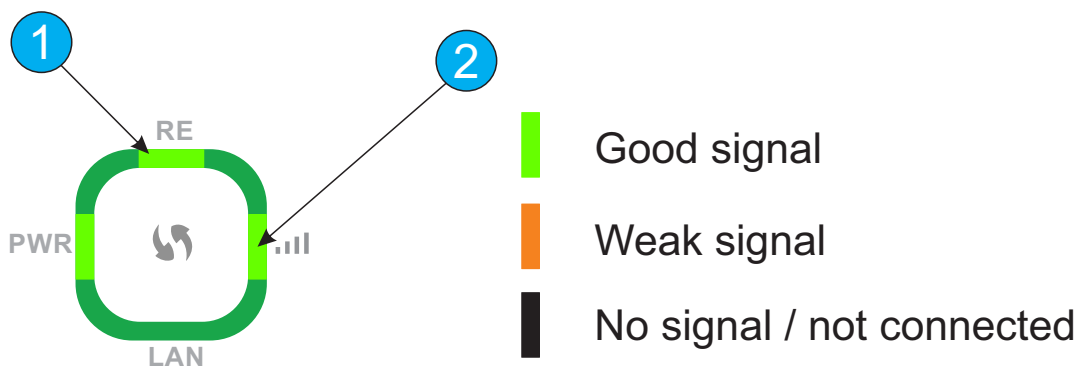 1
2
RE
PWR
LAN
Good signal
Weak signal
No signal / not connected